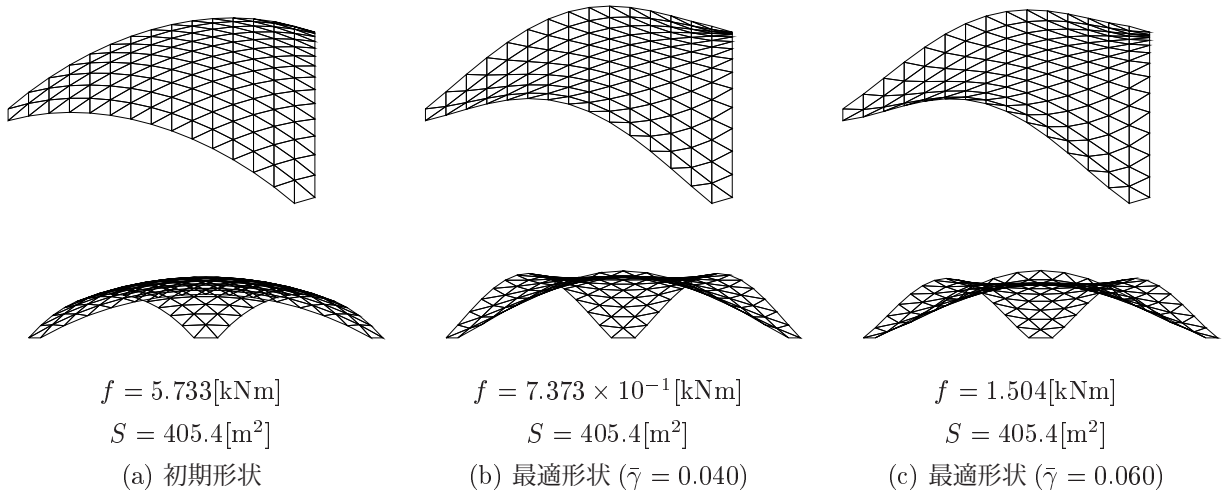 f = 5.733[kNm]
S = 405.4[m²]
(a) 初期形状
f = 7.373 × 10⁻¹[kNm]
S = 405.4[m²]
(b) 最適形状 (γ̄ = 0.040)
f = 1.504[kNm]
S = 405.4[m²]
(c) 最適形状 (γ̄ = 0.060)